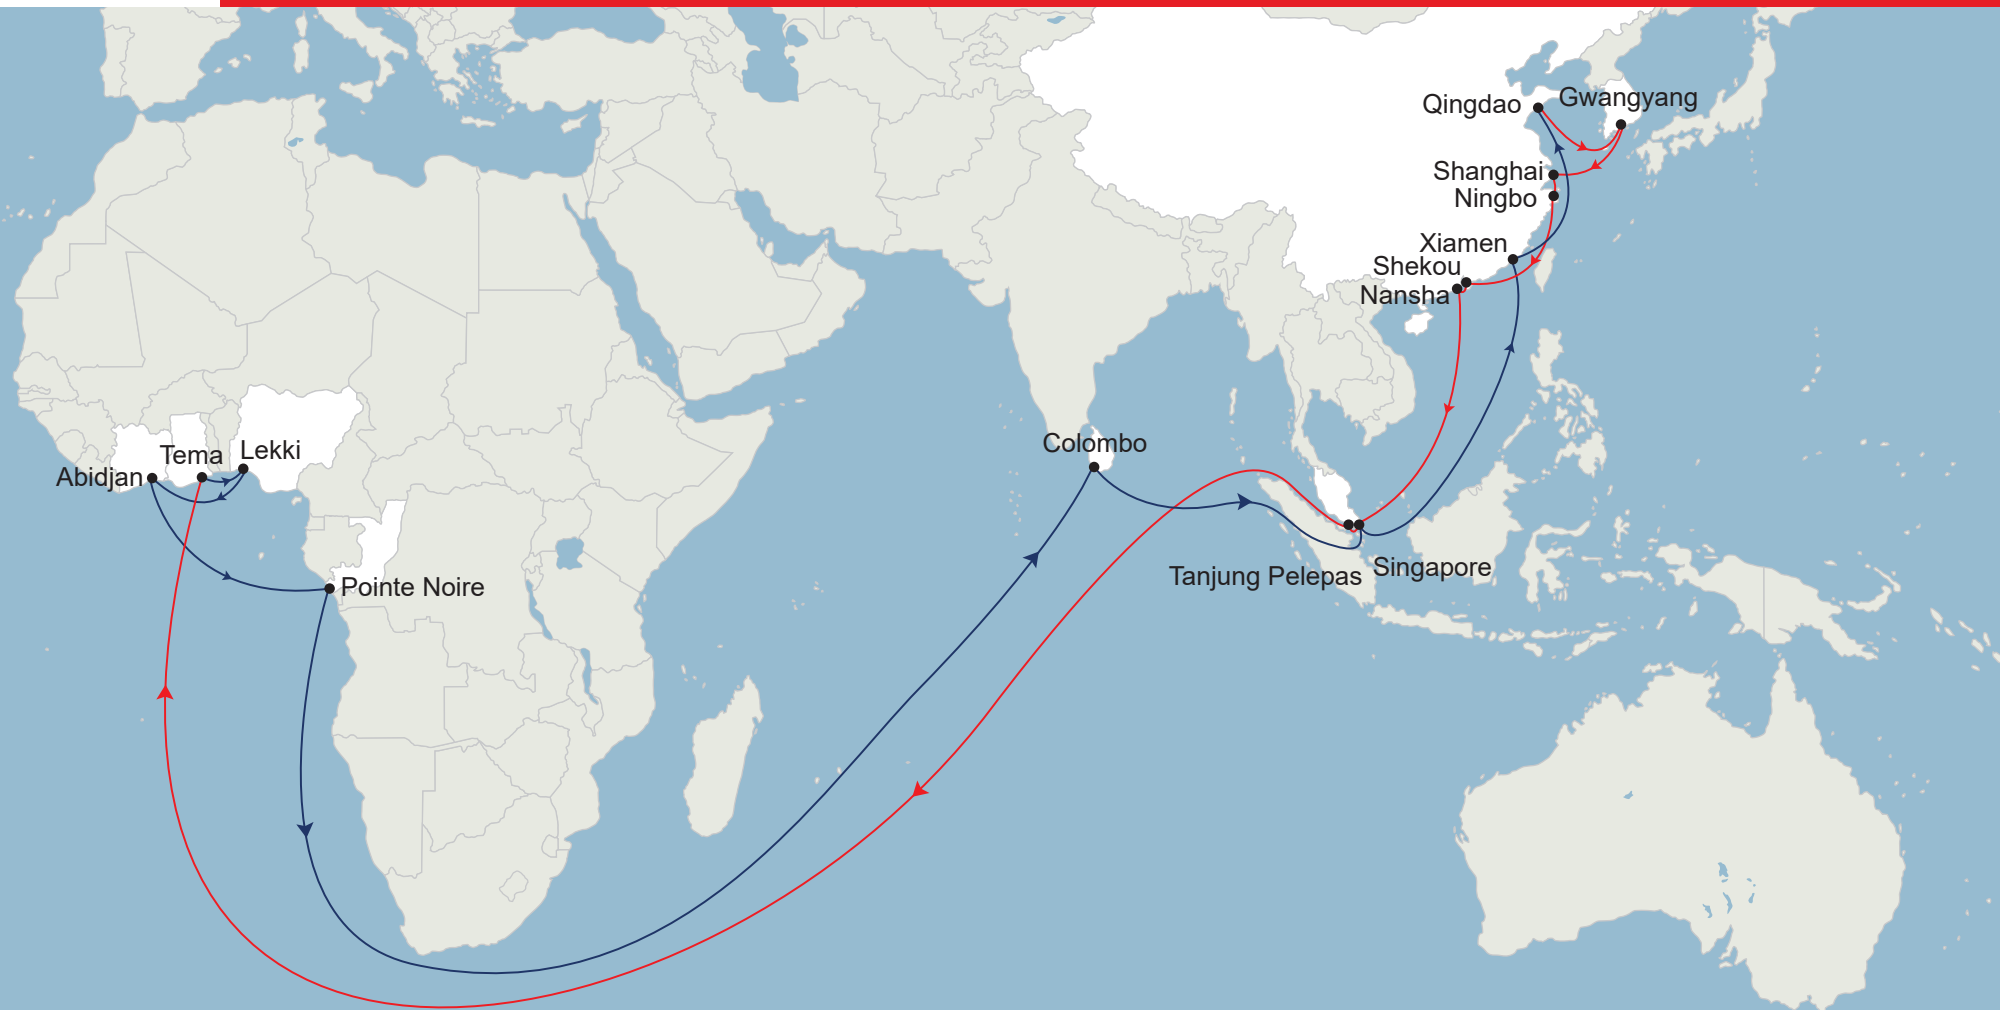 Qingdao
Gwangyang
Shanghai
Ningbo
Xiamen
Shekou
Nansha
Colombo
Tema
Lekki
Abidjan
Pointe Noire
Tanjung Pelepas
Singapore